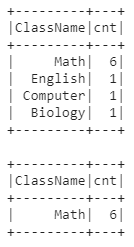 +---------+---+
|ClassName|cnt|
+---------+---+
|     Math|  6|
|  English|  1|
| Computer|  1|
|  Biology|  1|
+---------+---+

+---------+---+
|ClassName|cnt|
+---------+---+
|     Math|  6|
+---------+---+